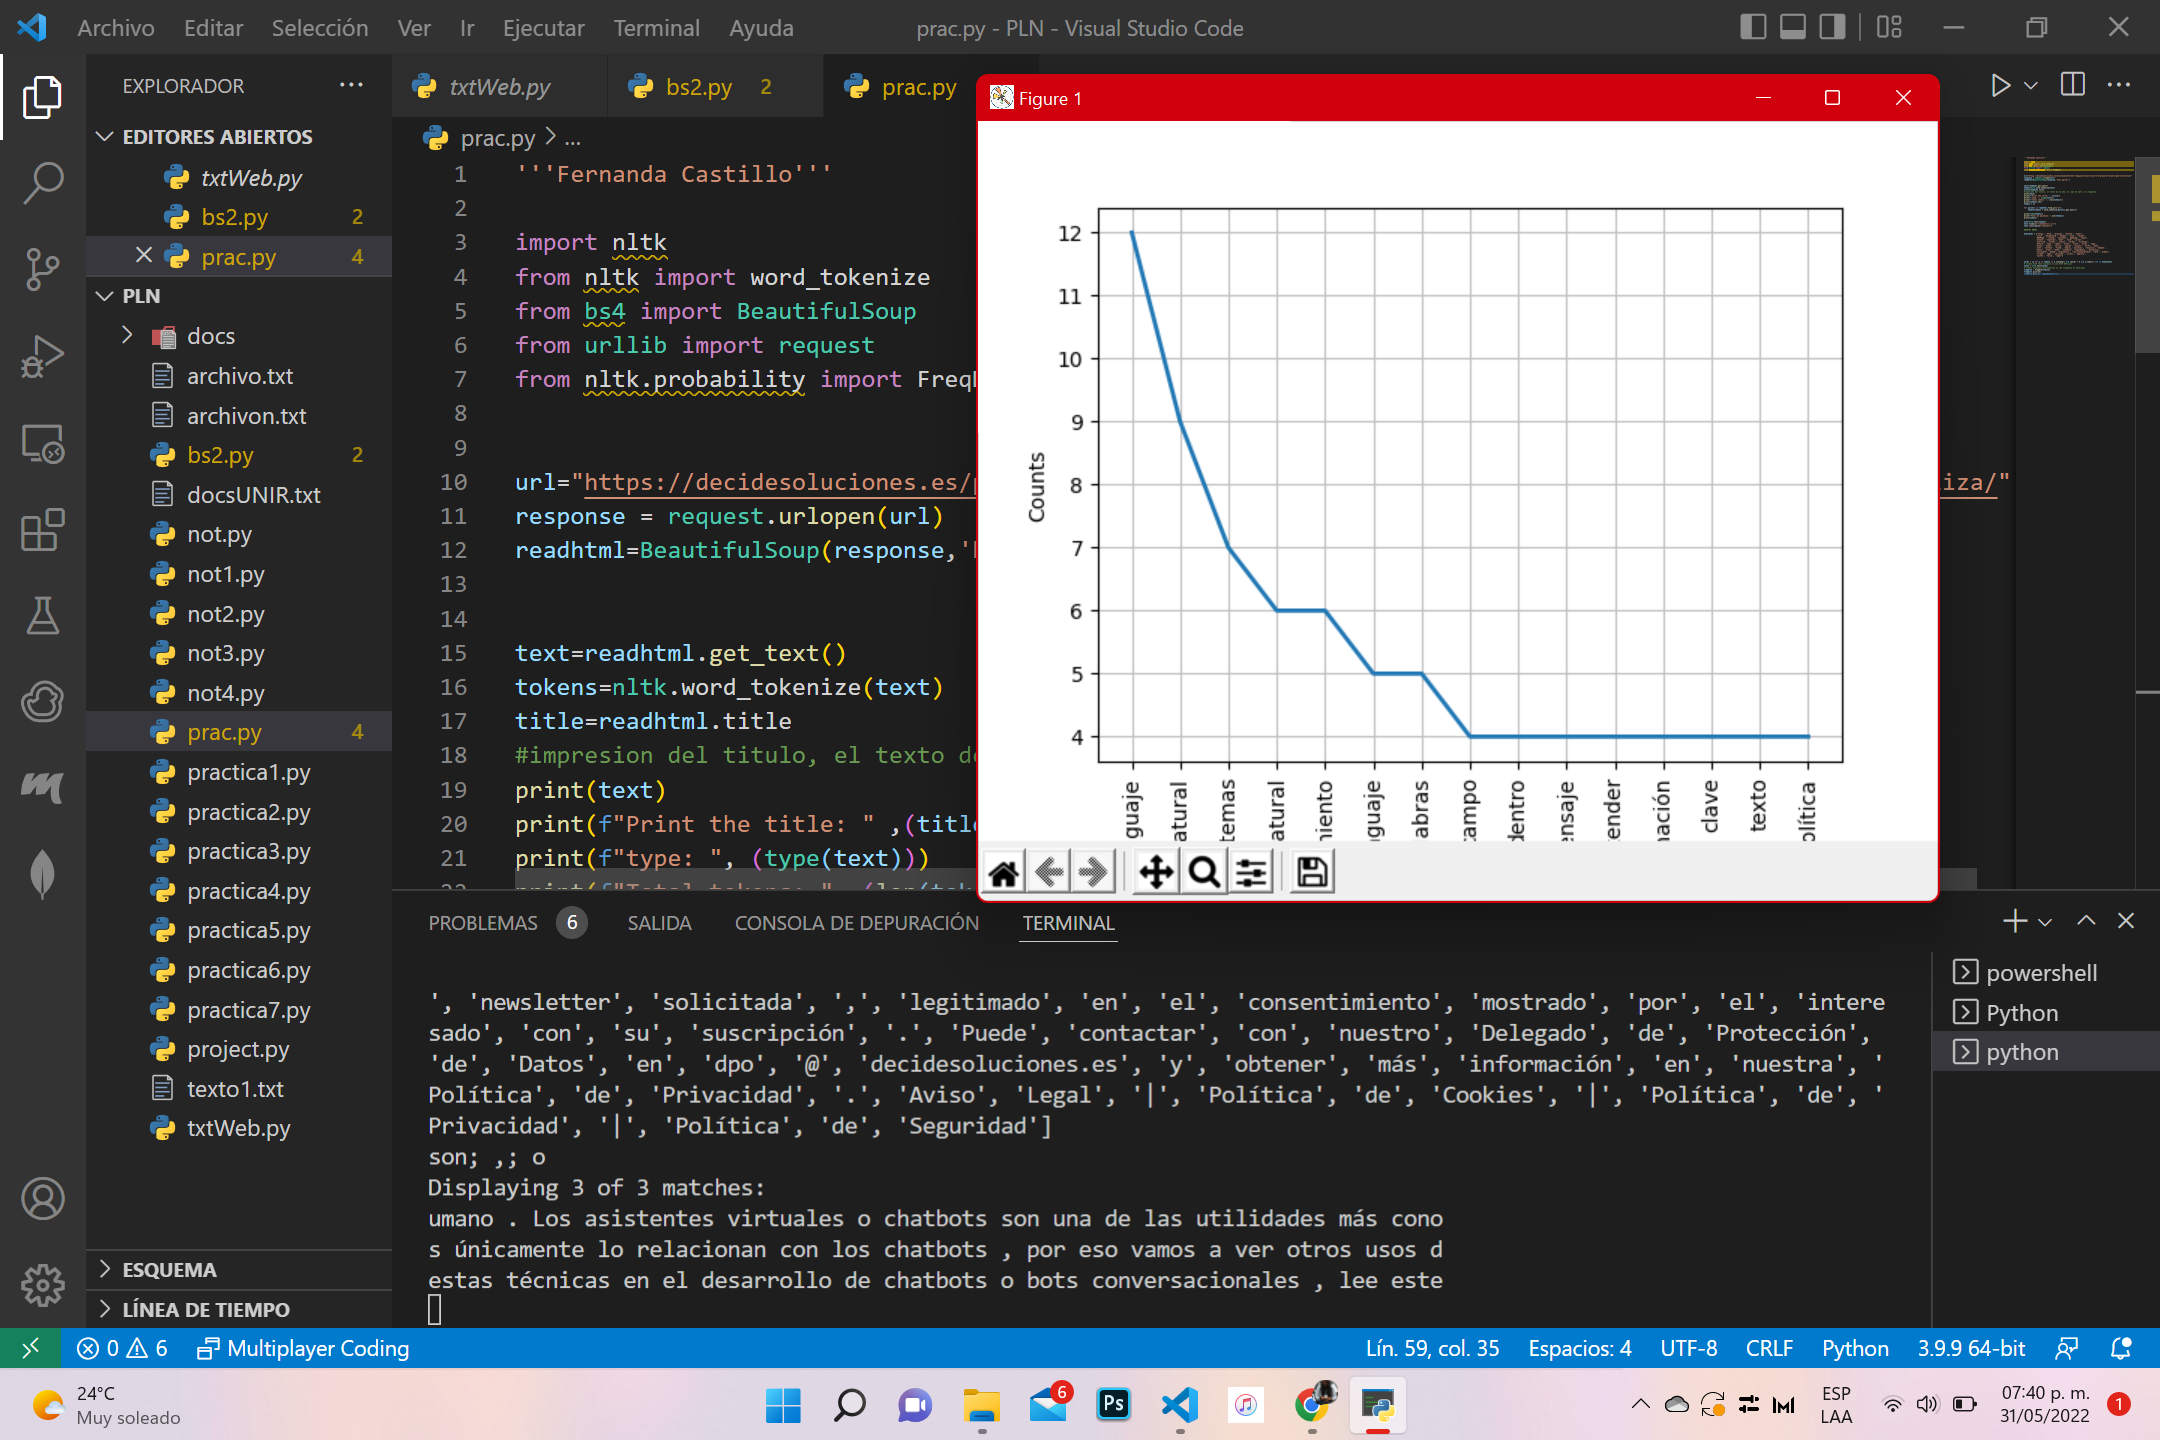 Archivo Editar Selección Ver Ir Ejecutar Terminal Ayuda
prac.py - PLN - Visual Studio Code
EXPLORADOR
EDITORES ABIERTOS
txtWeb.py
bs2.py 2
prac.py 4
PLN
docs
archivo.txt
archivon.txt
bs2.py 2
docsUNIR.txt
not.py
not1.py
not2.py
not3.py
not4.py
prac.py 4
practica1.py
practica2.py
practica3.py
practica4.py
practica5.py
practica6.py
practica7.py
project.py
texto1.txt
txtWeb.py
ESQUEMA
LÍNEA DE TIEMPO
txtWeb.py bs2.py 2 prac.py
prac.py > ...
1 '''Fernanda Castillo'''
2
3 import nltk
4 from nltk import word_tokenize
5 from bs4 import BeautifulSoup
6 from urllib import request
7 from nltk.probability import Freq
8
9
10 url="https://decidesoluciones.es/ iza/"
11 response = request.urlopen(url)
12 readhtml=BeautifulSoup(response,'
13
14
15 text=readhtml.get_text()
16 tokens=nltk.word_tokenize(text)
17 title=readhtml.title
18 #impresion del titulo, el texto de
19 print(text)
20 print(f"Print the title: " ,(title
21 print(f"type: ", (type(text)))
Figure 1
Counts
12
11
10
9
8
7
6
5
4
guaje
atural
temas
atural
niento
guaje
abras
campo
dentro
ensaje
ender
nación
clave
texto
olítica
PROBLEMAS 6 SALIDA CONSOLA DE DEPURACIÓN TERMINAL
', 'newsletter', 'solicitada', ',', 'legitimado', 'en', 'el', 'consentimiento', 'mostrado', 'por', 'el', 'intere
sado', 'con', 'su', 'suscripción', '.', 'Puede', 'contactar', 'con', 'nuestro', 'Delegado', 'de', 'Protección',
'de', 'Datos', 'en', 'dpo', '@', 'decidesoluciones.es', 'y', 'obtener', 'más', 'información', 'en', 'nuestra', '
Política', 'de', 'Privacidad', '.', 'Aviso', 'Legal', '|', 'Política', 'de', 'Cookies', '|', 'Política', 'de', '
Privacidad', '|', 'Política', 'de', 'Seguridad']
son; ,; o
Displaying 3 of 3 matches:
umano . Los asistentes virtuales o chatbots son una de las utilidades más cono
s únicamente lo relacionan con los chatbots , por eso vamos a ver otros usos d
estas técnicas en el desarrollo de chatbots o bots conversacionales , lee este
powershell
Python
python
0 6 Multiplayer Coding
Lín. 59, col. 35 Espacios: 4 UTF-8 CRLF Python 3.9.9 64-bit
24°C
Muy soleado
6
Ps
ESP
LAA
07:40 p. m.
31/05/2022
1